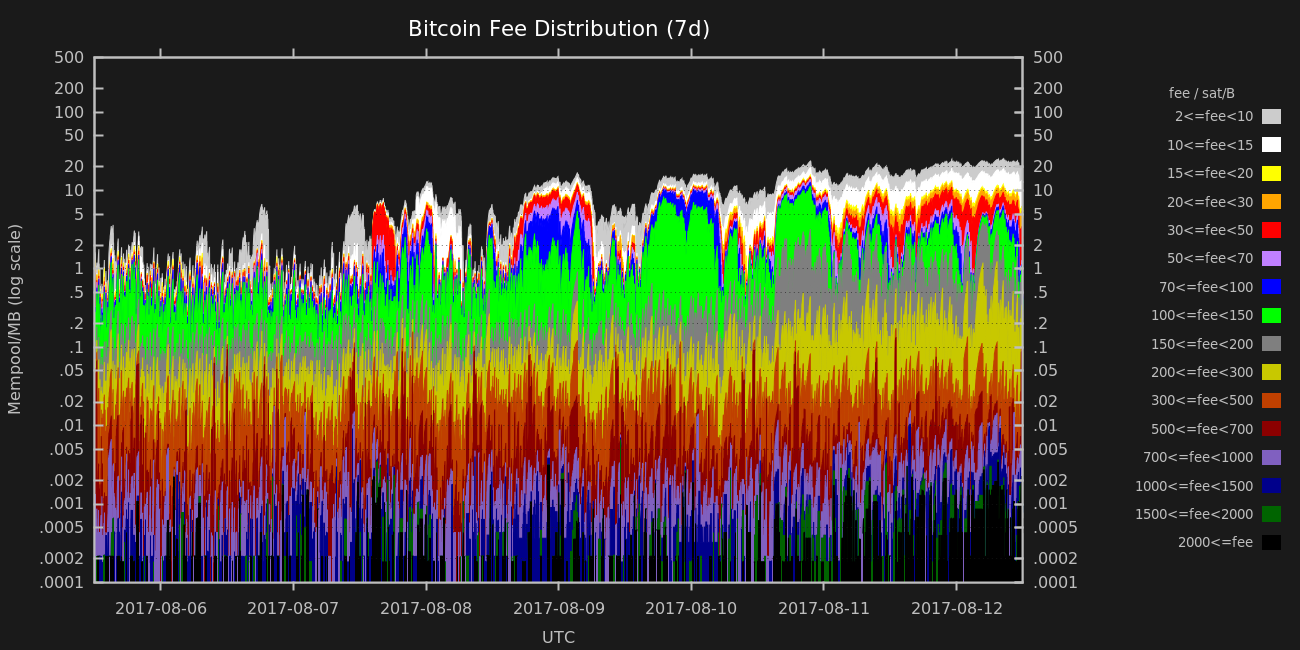 Bitcoin Fee Distribution (7d)
Mempool/MB (log scale)
500
200
100
50
20
10
5
2
1
.5
.2
.1
.05
.02
.01
.005
.002
.001
.0005
.0002
.0001
500
200
100
50
20
10
5
2
1
.5
.2
.1
.05
.02
.01
.005
.002
.001
.0005
.0002
.0001
2017-08-06 2017-08-07 2017-08-08 2017-08-09 2017-08-10 2017-08-11 2017-08-12
UTC
fee / sat/B
2<=fee<10
10<=fee<15
15<=fee<20
20<=fee<30
30<=fee<50
50<=fee<70
70<=fee<100
100<=fee<150
150<=fee<200
200<=fee<300
300<=fee<500
500<=fee<700
700<=fee<1000
1000<=fee<1500
1500<=fee<2000
2000<=fee